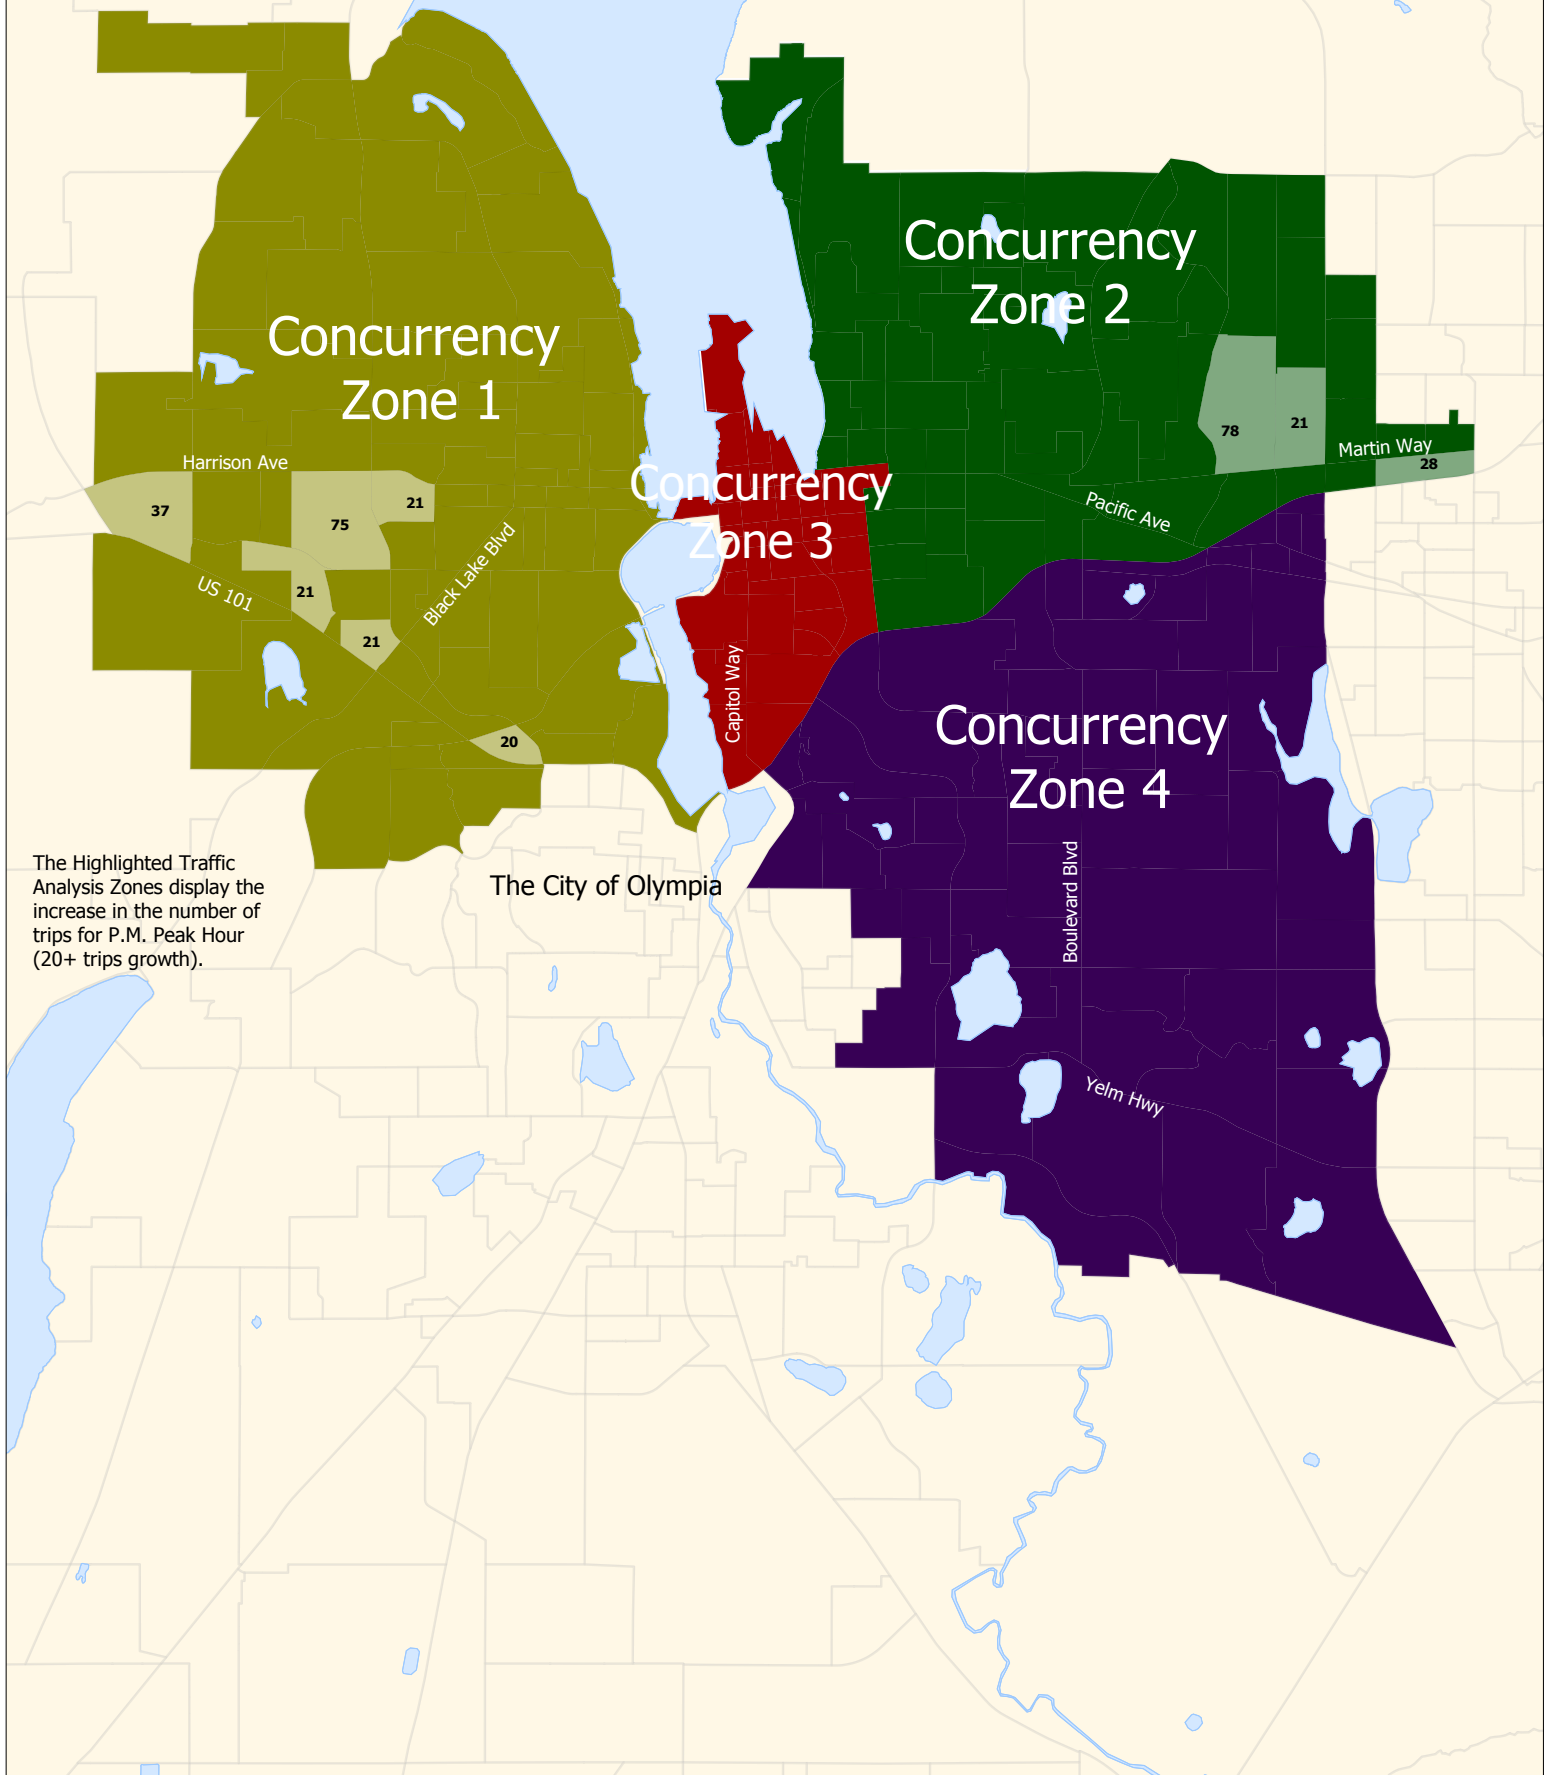 Concurrency
Zone 2
Concurrency
Zone 1
78
21
Martin Way
28
Harrison Ave
37
75
21
Concurrency
Zone 3
Pacific Ave
Black Lake Blvd
US 101
21
21
20
Capitol Way
Concurrency
Zone 4
Boulevard Blvd
Yelm Hwy
The City of Olympia
The Highlighted Traffic
Analysis Zones display the
increase in the number of
trips for P.M. Peak Hour
(20+ trips growth).